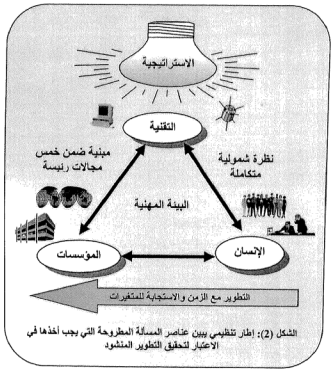 الاستراتيجية
التقنية
مبنية ضمن خمس
مجالات رئيسة
نظرة شمولية
متكاملة
البيئة المهنية
المؤسسات
الإنسان
التطوير مع الزمن والاستجابة للمتغيرات
الشكل (2): إطار تنظيمي يبين عناصر المسألة المطروحة التي يجب أخذها في
الاعتبار لتحقيق التطوير المنشود